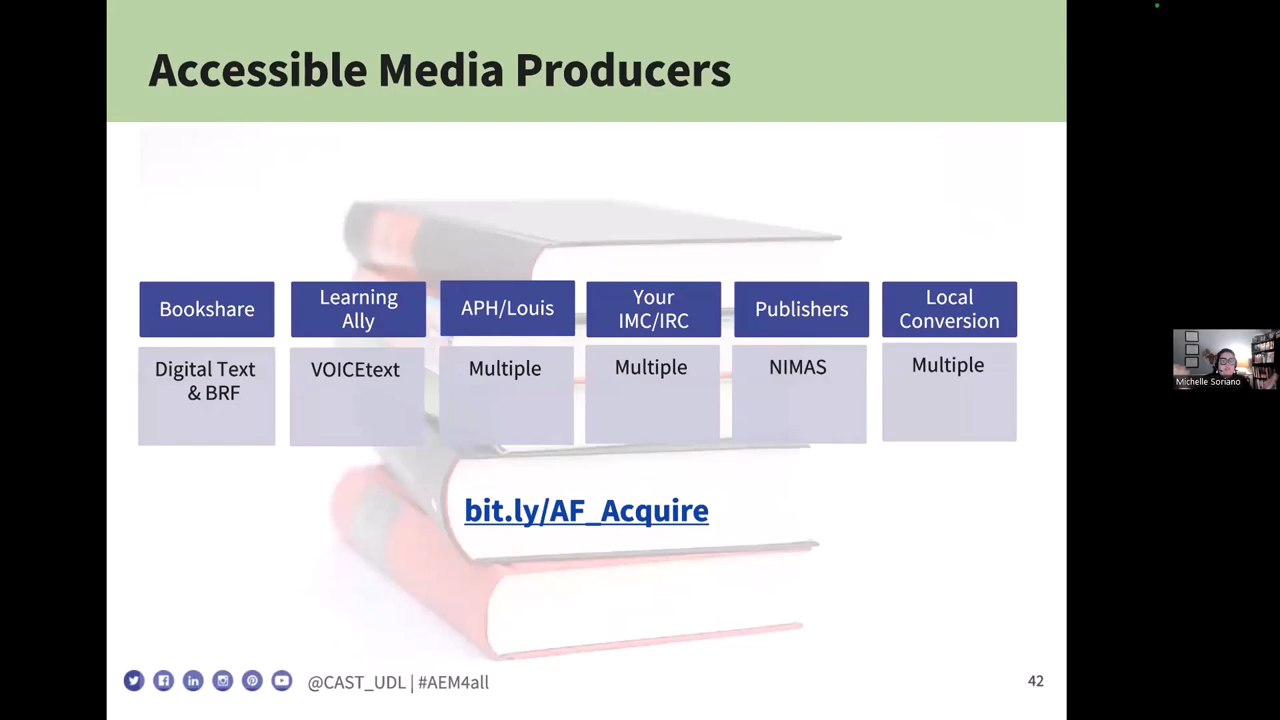 Accessible Media Producers
Bookshare
Learning
Ally
APH/Louis
Your
IMC/IRC
Publishers
Local
Conversion
Digital Text
& BRF
VOICEtext
Multiple
Multiple
NIMAS
Multiple
bit.ly/AF_Acquire
@CAST_UDL | #AEM4all
42
Michelle Soriano